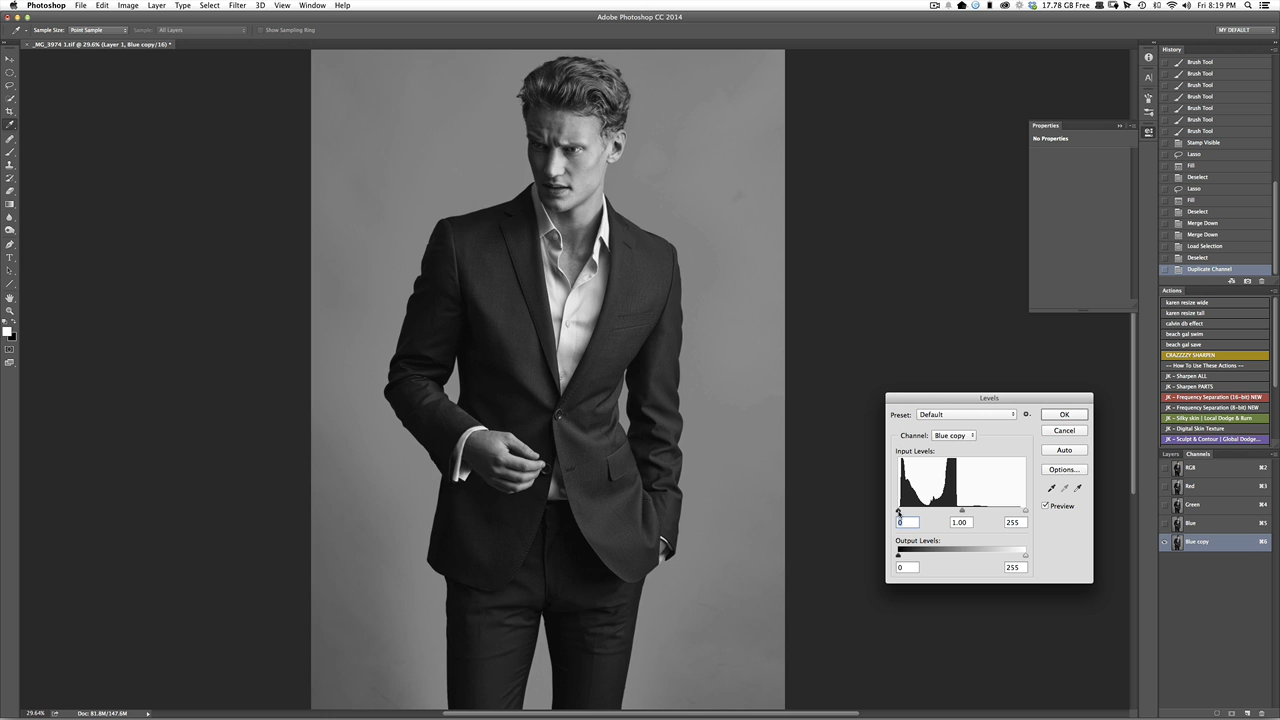 Photoshop File Edit Image Layer Type Select Filter 3D View Window Help 17.78 GB Free Fri 8:19 PM
Adobe Photoshop CC 2014
Sample Size: Point Sample Sample: All Layers Show Sampling Ring MY DEFAULT
_MG_3974 1.tif @ 29.6% (Layer 1, Blue copy/16) *
History
Brush Tool
Brush Tool
Brush Tool
Brush Tool
Brush Tool
Brush Tool
Brush Tool
Stamp Visible
Lasso
Fill
Deselect
Lasso
Fill
Deselect
Merge Down
Merge Down
Load Selection
Deselect
Duplicate Channel
Properties
No Properties
Actions
karen resize wide
karen resize tall
calvin db effect
beach gal swim
beach gal save
CRAZZZZY SHARPEN
-- How To Use These Actions --
JK - Sharpen ALL
JK - Sharpen PARTS
JK - Frequency Separation (16-bit) NEW
JK - Frequency Separation (8-bit) NEW
JK - Silky skin | Local Dodge & Burn
JK - Digital Skin Texture
JK - Sculpt & Contour | Global Dodge...
Layers Channels
RGB ⌘2
Red ⌘3
Green ⌘4
Blue ⌘5
Blue copy ⌘6
Levels
Preset: Default
OK
Cancel
Auto
Options...
Preview
Channel: Blue copy
Input Levels:
0 1.00 255
Output Levels:
0 255
29.64% Doc: 81.8M/147.6M